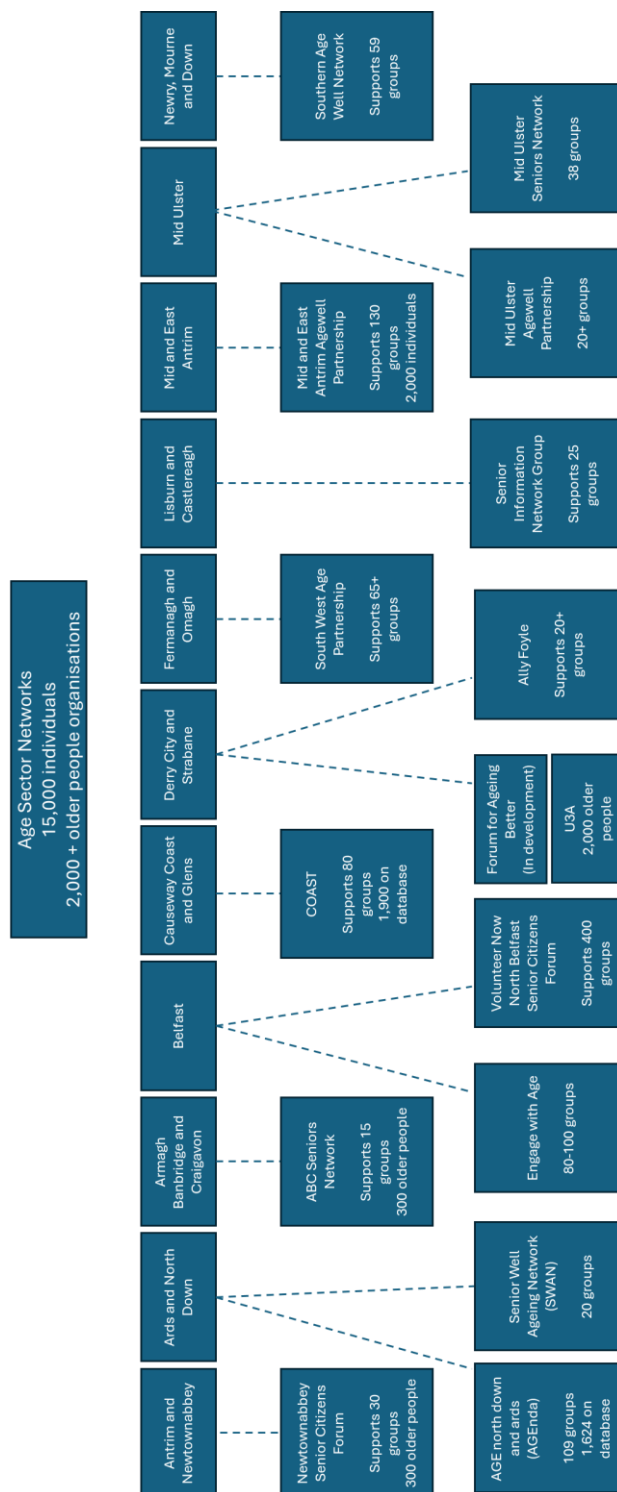 Age Sector Networks
15,000 individuals
2,000 + older people organisations
Antrim and
Newtownabbey
Ards and North
Down
Armagh
Banbridge and
Craigavon
Belfast
Causeway Coast
and Glens
Derry City and
Strabane
Fermanagh and
Omagh
Lisburn and
Castlereagh
Mid and East
Antrim
Mid Ulster
Newry, Mourne
and Down
Newtownabbey
Senior Citizens
Forum
Supports 30
groups
300 older people
ABC Seniors
Network
Supports 15
groups
300 older people
COAST
Supports 80
groups
1,900 on
database
South West Age
Partnership
Supports 65+
groups
Mid and East
Antrim Agewell
Partnership
Supports 130
groups
2,000 individuals
Southern Age
Well Network
Supports 59
groups
AGE north down
and ards
(AGEnda)
109 groups
1,624 on
database
Senior Well
Ageing Network
(SWAN)
20 groups
Engage with Age
80-100 groups
Volunteer Now
North Belfast
Senior Citizens
Forum
Supports 400
groups
Forum for Ageing
Better
(In development)
U3A
2,000 older
people
Ally Foyle
Supports 20+
groups
Senior
Information
Network Group
Supports 25
groups
Mid Ulster
Agewell
Partnership
20+ groups
Mid Ulster
Seniors Network
38 groups